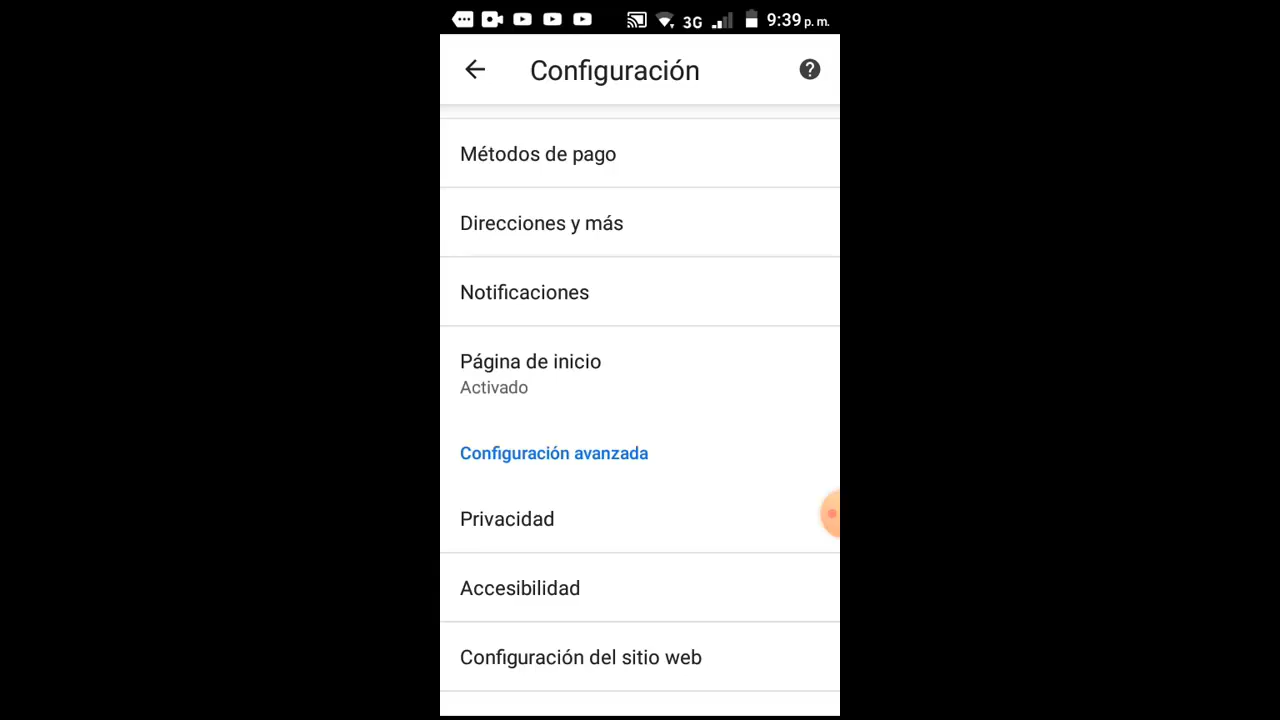 3G 9:39 p. m.
Configuración
Métodos de pago
Direcciones y más
Notificaciones
Página de inicio
Activado
Configuración avanzada
Privacidad
Accesibilidad
Configuración del sitio web